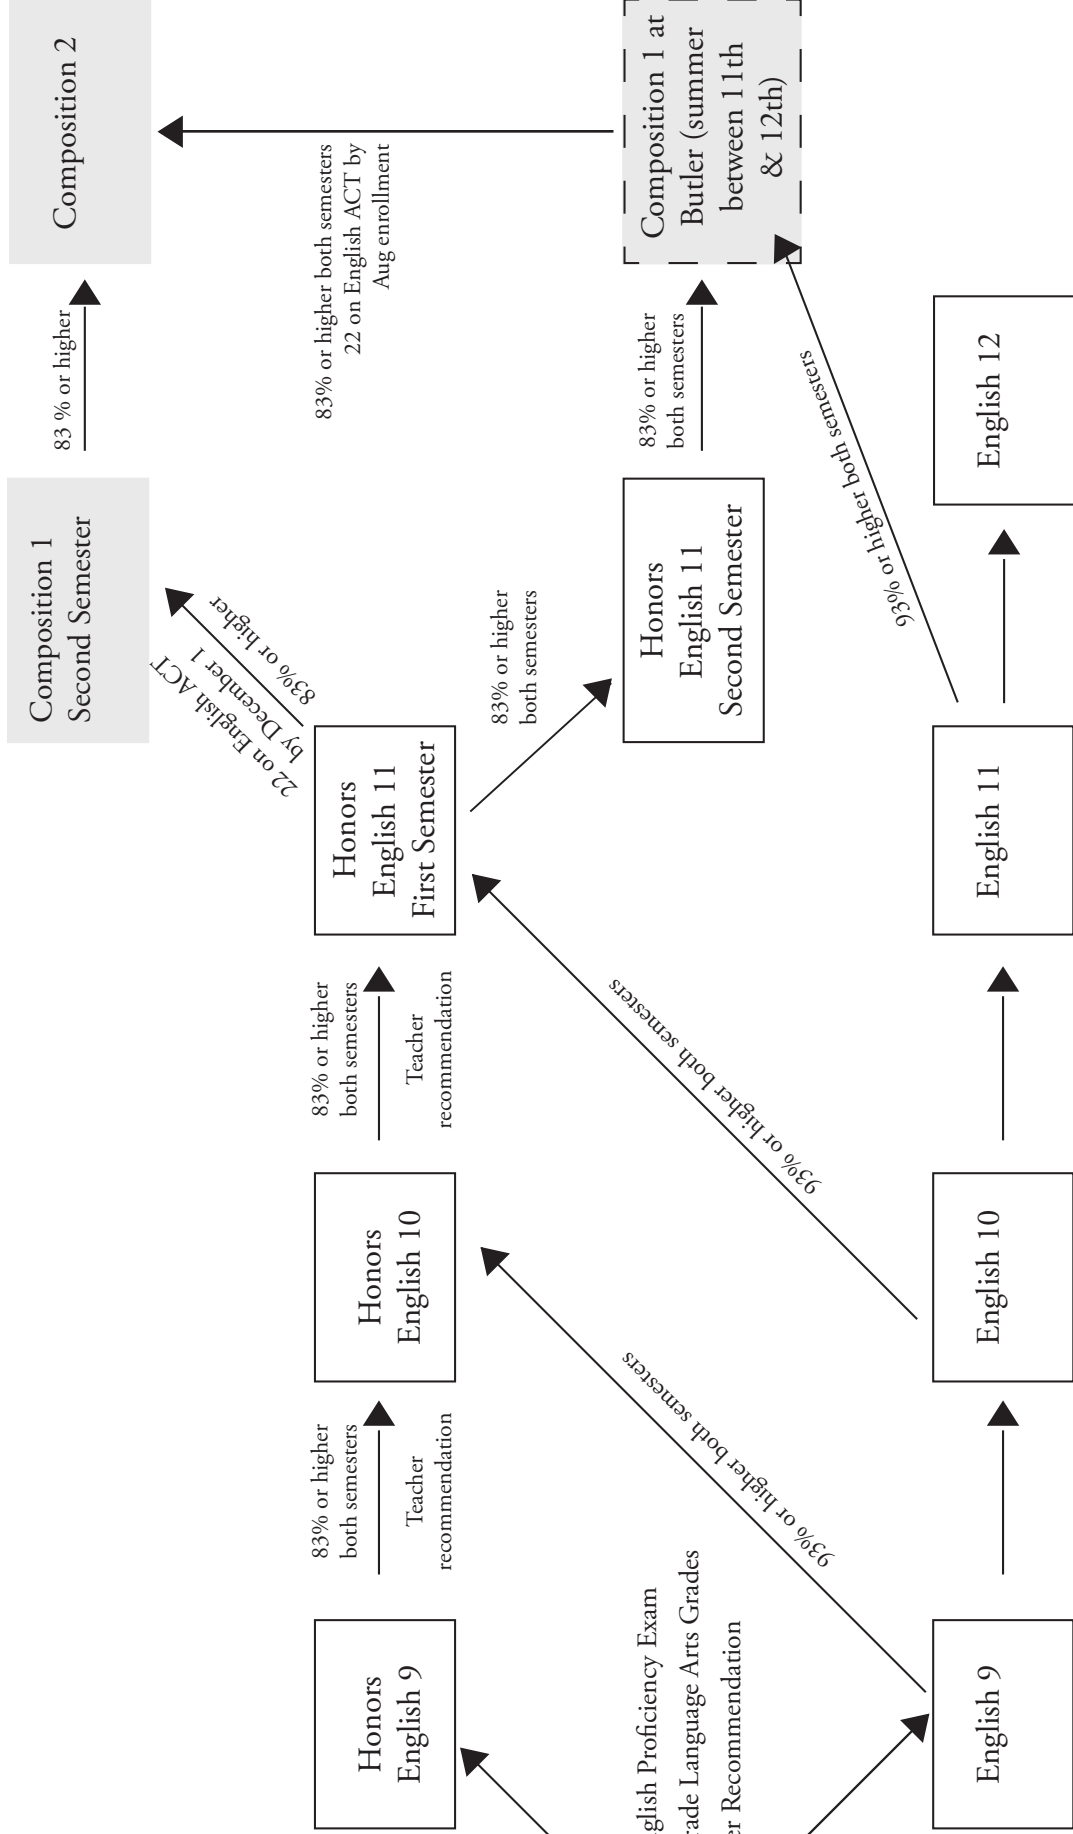 Composition 1
Second Semester
83 % or higher
Composition 2
22 on English ACT
by December 1
83% or higher
83% or higher both semesters
22 on English ACT by
Aug enrollment
Honors
English 9
83% or higher
both semesters
Teacher
recommendation
Honors
English 10
83% or higher
both semesters
Teacher
recommendation
Honors
English 11
First Semester
83% or higher
both semesters
Honors
English 11
Second Semester
83% or higher
both semesters
Composition 1 at
Butler (summer
between 11th
& 12th)
Proficiency Exam
Language Arts Grades
Recommendation
93% or higher both semesters
93% or higher both semesters
93% or higher both semesters
English 9
English 10
English 11
English 12